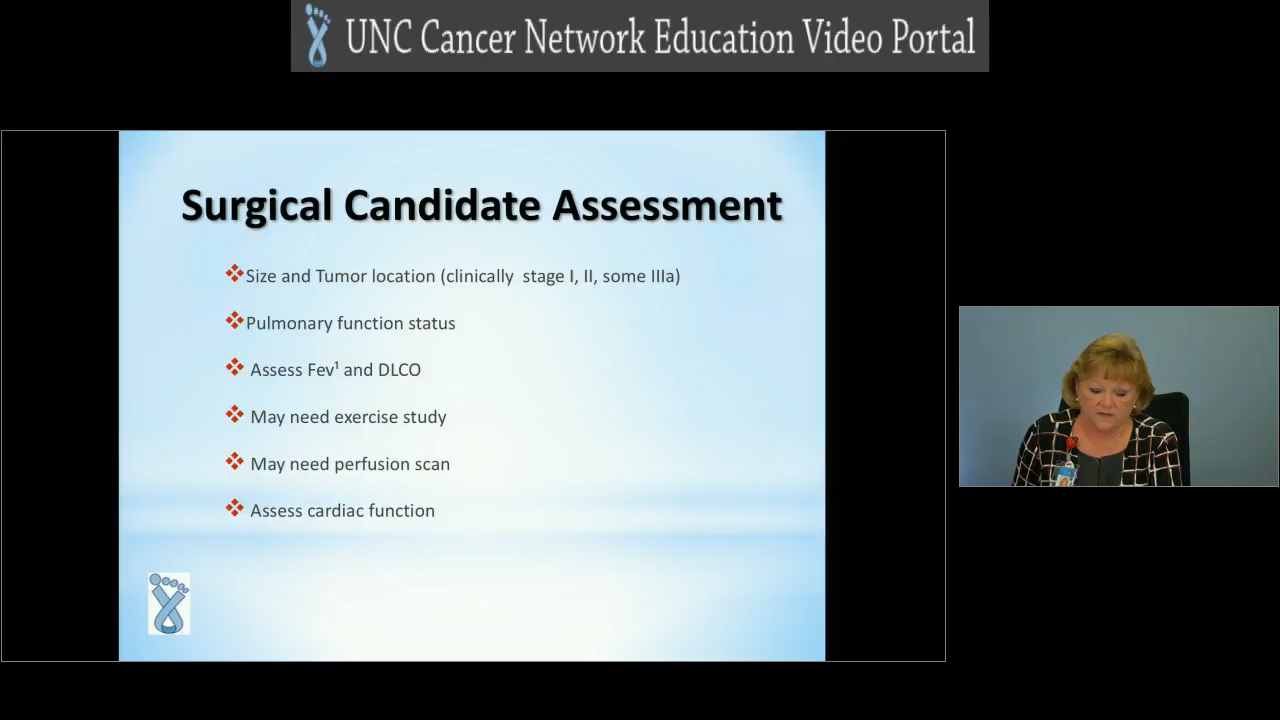 UNC Cancer Network Education Video Portal
Surgical Candidate Assessment
Size and Tumor location (clinically stage I, II, some IIIa)
Pulmonary function status
Assess Fev¹ and DLCO
May need exercise study
May need perfusion scan
Assess cardiac function